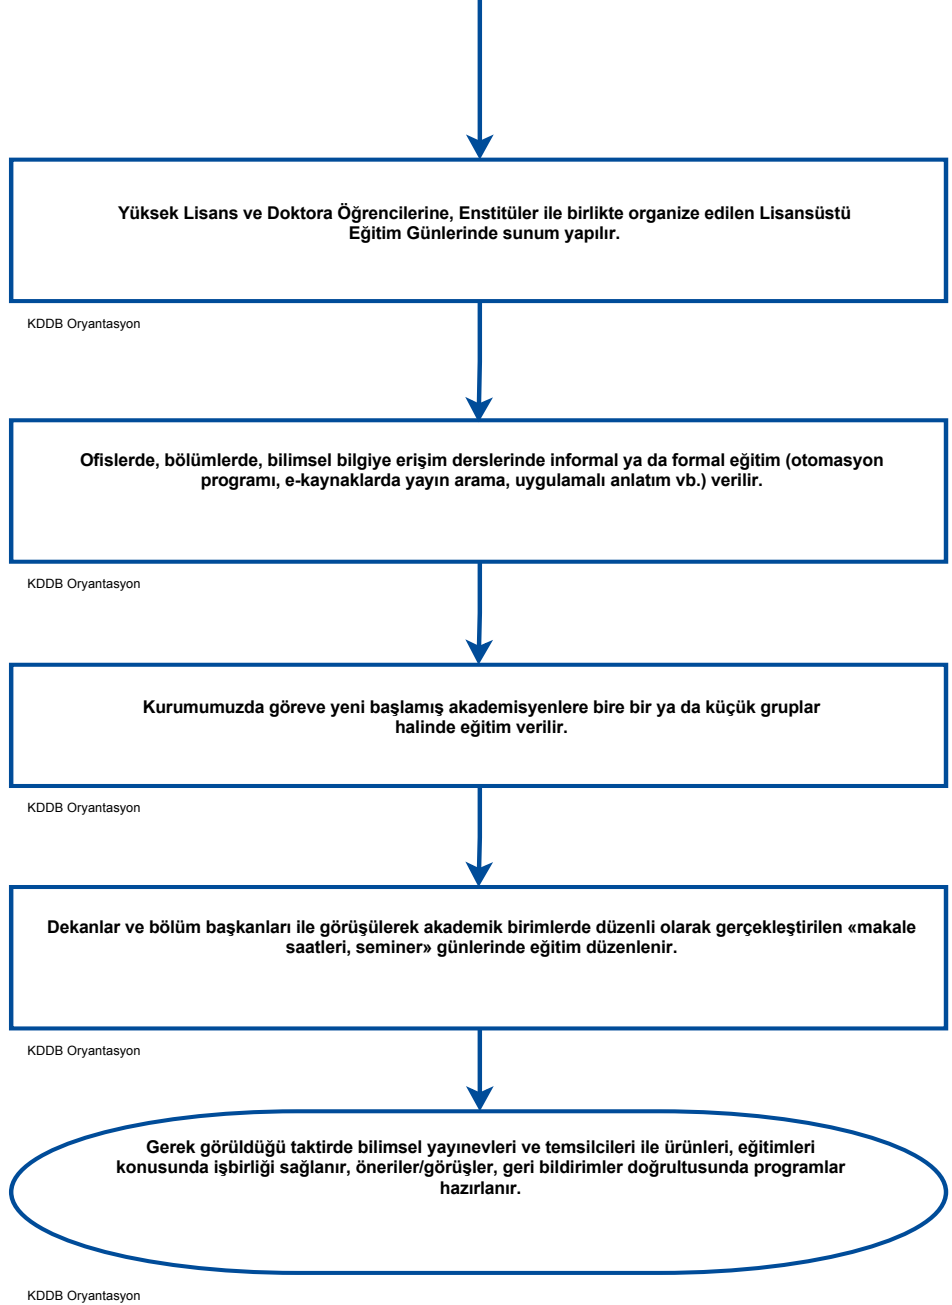 Yüksek Lisans ve Doktora Öğrencilerine, Enstitüler ile birlikte organize edilen Lisansüstü
Eğitim Günlerinde sunum yapılır.
KDDB Oryantasyon
Ofislerde, bölümlerde, bilimsel bilgiye erişim derslerinde informal ya da formal eğitim (otomasyon
programı, e-kaynaklarda yayın arama, uygulamalı anlatım vb.) verilir.
KDDB Oryantasyon
Kurumumuzda göreve yeni başlamış akademisyenlere bire bir ya da küçük gruplar
halinde eğitim verilir.
KDDB Oryantasyon
Dekanlar ve bölüm başkanları ile görüşülerek akademik birimlerde düzenli olarak gerçekleştirilen «makale
saatleri, seminer» günlerinde eğitim düzenlenir.
KDDB Oryantasyon
Gerek görüldüğü taktirde bilimsel yayınevleri ve temsilcileri ile ürünleri, eğitimleri
konusunda işbirliği sağlanır, öneriler/görüşler, geri bildirimler doğrultusunda programlar
hazırlanır.
KDDB Oryantasyon